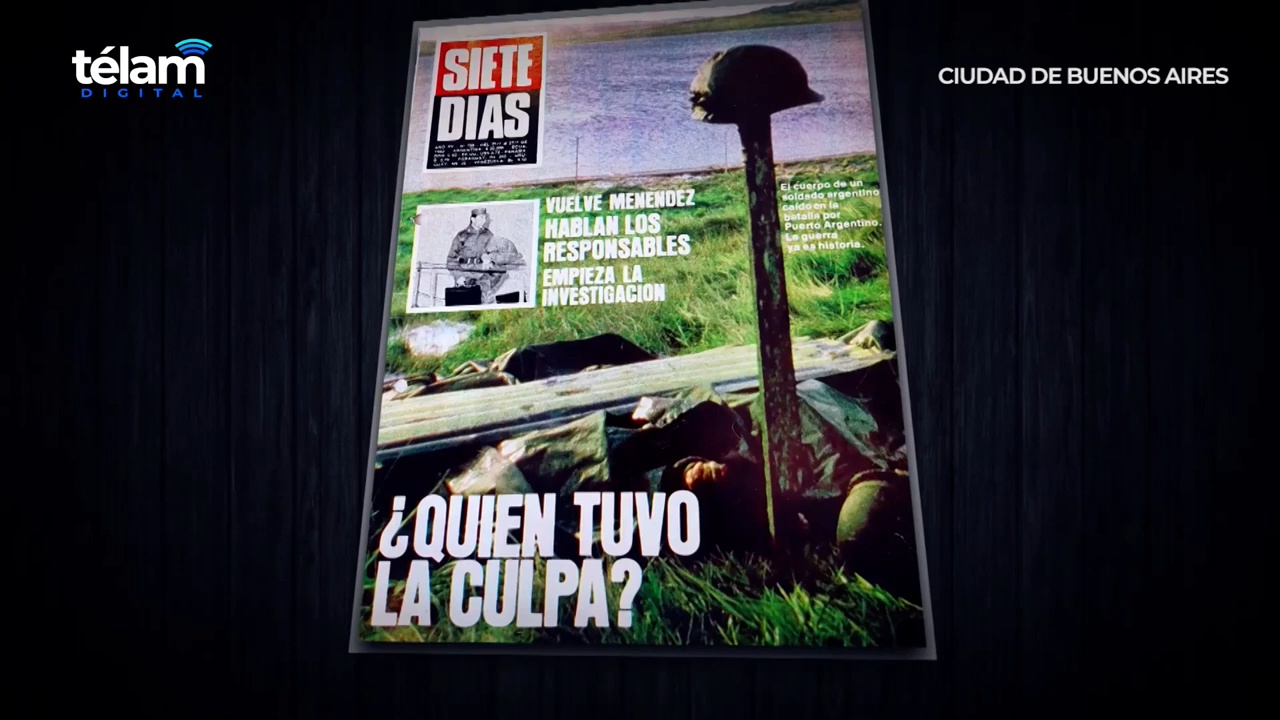 télam
DIGITAL
CIUDAD DE BUENOS AIRES
SIETE
DIAS
VUELVE MENENDEZ
HABLAN LOS
RESPONSABLES
EMPIEZA LA
INVESTIGACION
El cuerpo de un
soldado argentino
caído en la
batalla por
Puerto Argentino.
La guerra
ya es historia.
¿QUIEN TUVO
LA CULPA?